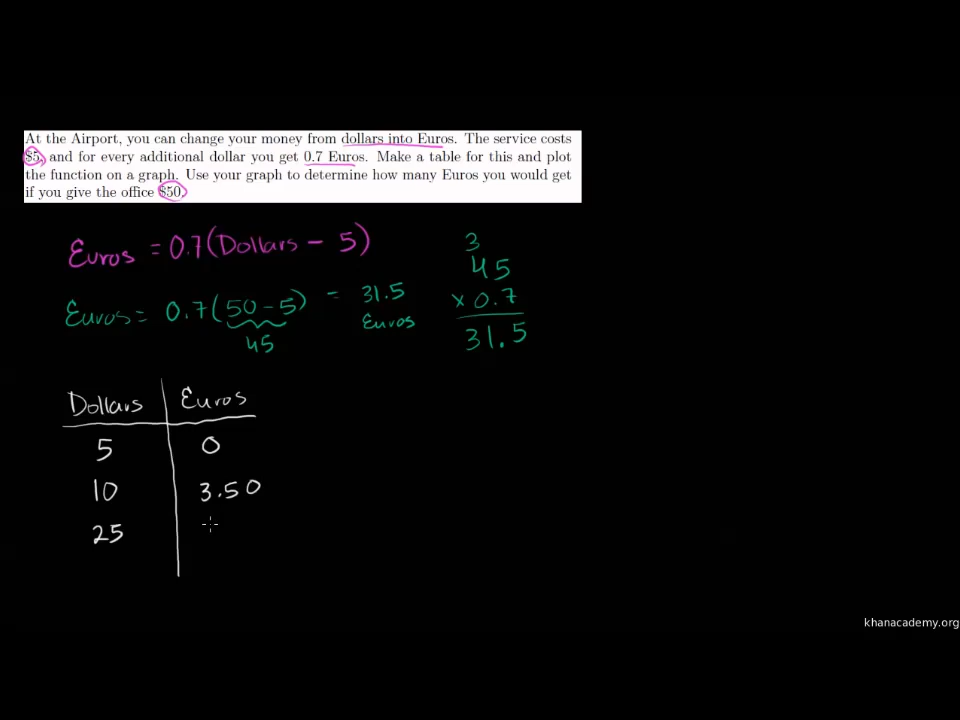 At the Airport, you can change your money from dollars into Euros. The service costs
$5, and for every additional dollar you get 0.7 Euros. Make a table for this and plot
the function on a graph. Use your graph to determine how many Euros you would get
if you give the office $50.
Euros = 0.7(Dollars - 5)
Euros = 0.7(50-5) = 31.5
Euros
45
3
45
x 0.7
31.5
Dollars Euros
5 0
10 3.50
25
khanacademy.org